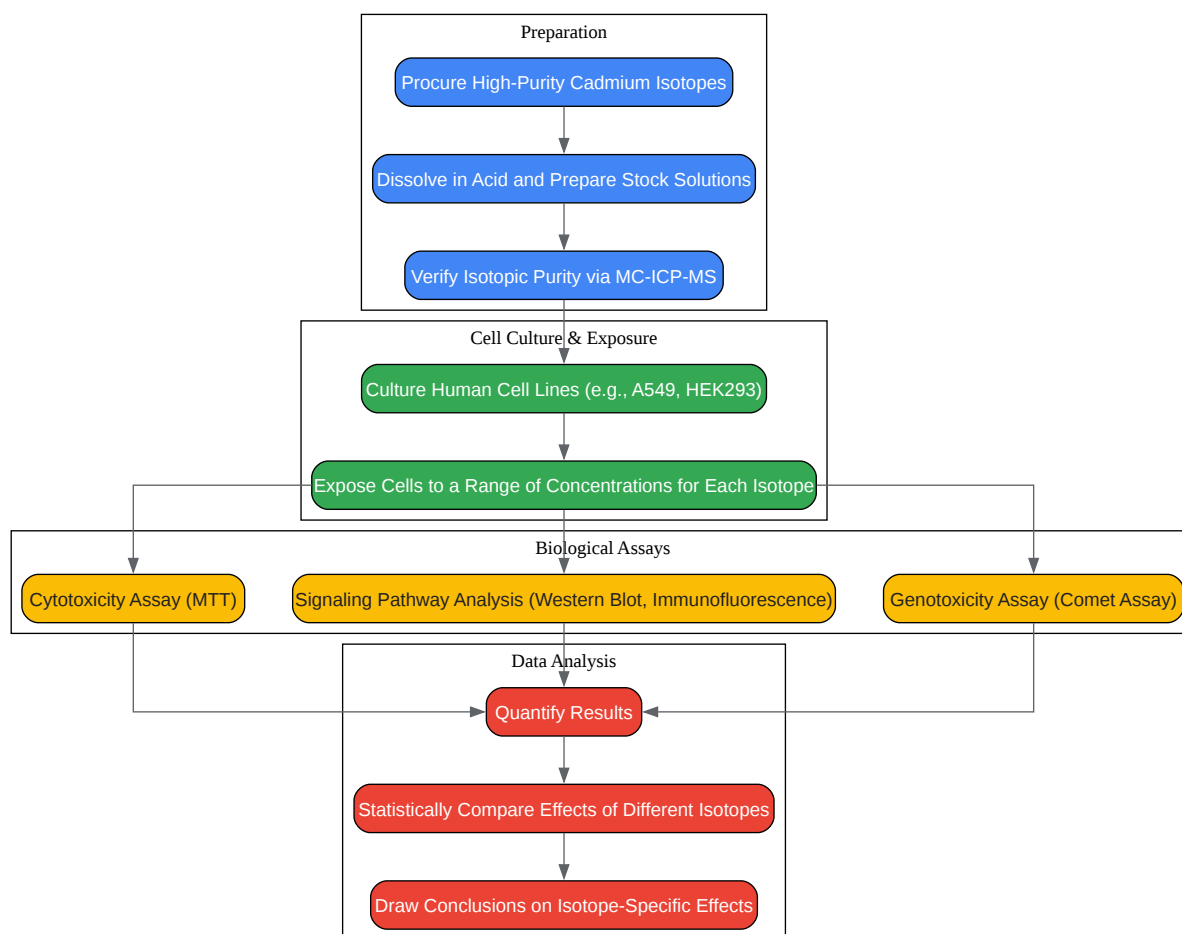 Preparation
Procure High-Purity Cadmium Isotopes
Dissolve in Acid and Prepare Stock Solutions
Verify Isotopic Purity via MC-ICP-MS
Cell Culture & Exposure
Culture Human Cell Lines (e.g., A549, HEK293)
Expose Cells to a Range of Concentrations for Each Isotope
Biological Assays
Cytotoxicity Assay (MTT)
Signaling Pathway Analysis (Western Blot, Immunofluorescence)
Genotoxicity Assay (Comet Assay)
Data Analysis
Quantify Results
Statistically Compare Effects of Different Isotopes
Draw Conclusions on Isotope-Specific Effects